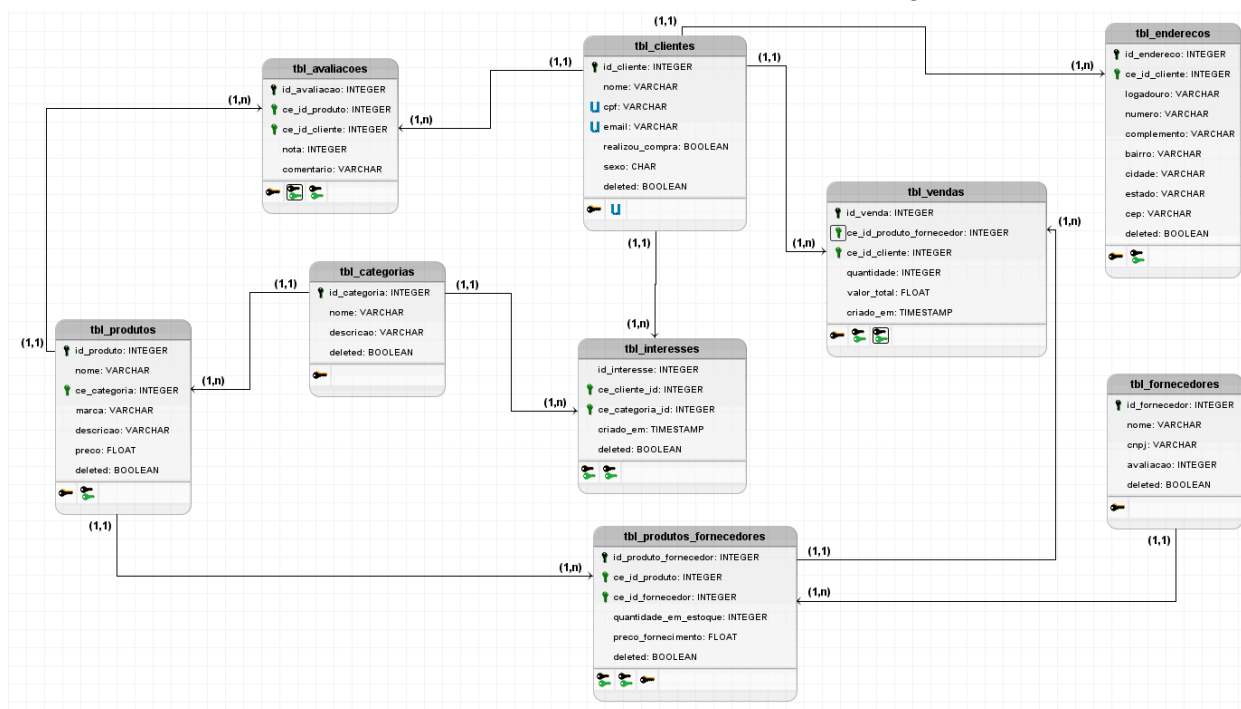 (1,1)
tbl_clientes
id_cliente: INTEGER
nome: VARCHAR
U cpf: VARCHAR
U email: VARCHAR
realizou_compra: BOOLEAN
sexo: CHAR
deleted: BOOLEAN
U
(1,1)
(1,1)
(1,1)
tbl_enderecos
id_endereco: INTEGER
ce_id_cliente: INTEGER
logadouro: VARCHAR
numero: VARCHAR
complemento: VARCHAR
bairro: VARCHAR
cidade: VARCHAR
estado: VARCHAR
cep: VARCHAR
deleted: BOOLEAN
(1,n)
tbl_avaliacoes
id_avaliacao: INTEGER
ce_id_produto: INTEGER
ce_id_cliente: INTEGER
nota: INTEGER
comentario: VARCHAR
(1,n)
(1,n)
tbl_vendas
id_venda: INTEGER
ce_id_produto_fornecedor: INTEGER
ce_id_cliente: INTEGER
quantidade: INTEGER
valor_total: FLOAT
criado_em: TIMESTAMP
(1,n)
(1,n)
tbl_categorias
id_categoria: INTEGER
nome: VARCHAR
descricao: VARCHAR
deleted: BOOLEAN
(1,1)
(1,1)
tbl_produtos
id_produto: INTEGER
nome: VARCHAR
ce_categoria: INTEGER
marca: VARCHAR
descricao: VARCHAR
preco: FLOAT
deleted: BOOLEAN
(1,1)
(1,n)
(1,1)
tbl_interesses
id_interesse: INTEGER
ce_cliente_id: INTEGER
ce_categoria_id: INTEGER
criado_em: TIMESTAMP
deleted: BOOLEAN
(1,n)
(1,n)
tbl_fornecedores
id_fornecedor: INTEGER
nome: VARCHAR
cnpj: VARCHAR
avaliacao: INTEGER
deleted: BOOLEAN
(1,1)
tbl_produtos_fornecedores
id_produto_fornecedor: INTEGER
ce_id_produto: INTEGER
ce_id_fornecedor: INTEGER
quantidade_em_estoque: INTEGER
preco_fornecimento: FLOAT
deleted: BOOLEAN
(1,n)
(1,1)
(1,n)